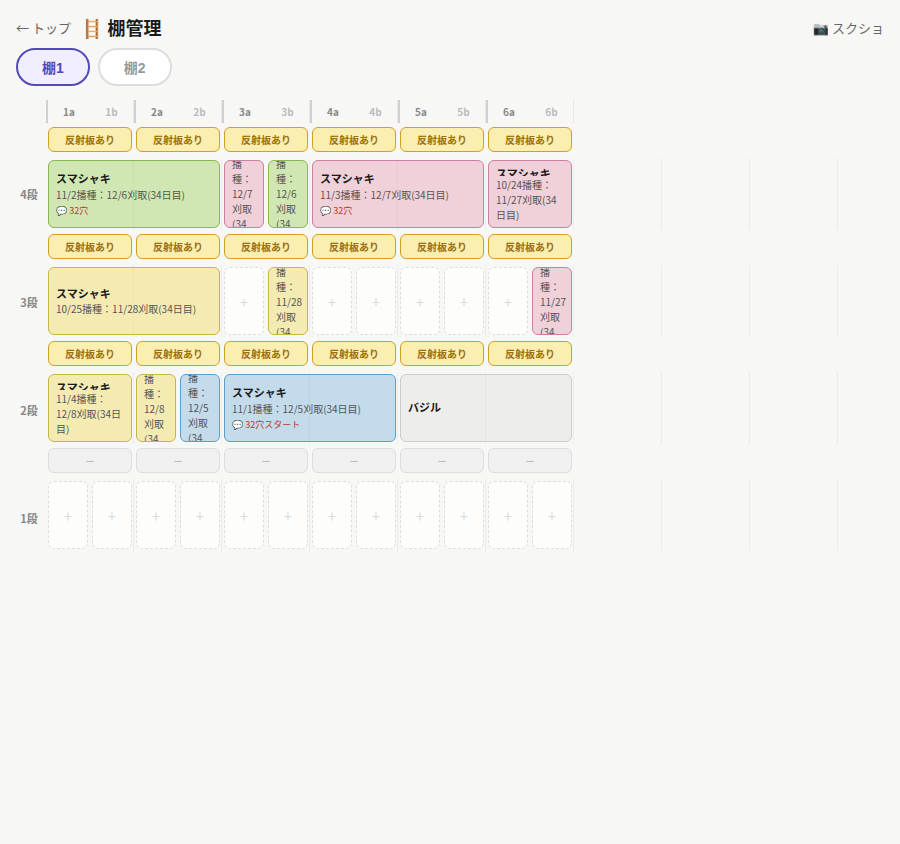 ← トップ 🪜 棚管理 📷 スクショ
棚1 棚2
1a 1b 2a 2b 3a 3b 4a 4b 5a 5b 6a 6b
反射板あり 反射板あり 反射板あり 反射板あり 反射板あり 反射板あり
4段
スマシャキ
11/2播種：12/6刈取(34日目)
💬 32穴
播
種：
12/7
刈取
(34
播
種：
12/6
刈取
(34
スマシャキ
11/3播種：12/7刈取(34日目)
💬 32穴
スマシャキ
10/24播種：
11/27刈取(34
日目)
反射板あり 反射板あり 反射板あり 反射板あり 反射板あり 反射板あり
3段
スマシャキ
10/25播種：11/28刈取(34日目)
+
播
種：
11/28
刈取
(34
+ + + + +
播
種：
11/27
刈取
(34
反射板あり 反射板あり 反射板あり 反射板あり 反射板あり 反射板あり
2段
スマシャキ
11/4播種：
12/8刈取(34日
目)
播
種：
12/8
刈取
(34
播
種：
12/5
刈取
(34
スマシャキ
11/1播種：12/5刈取(34日目)
💬 32穴スタート
バジル
— — — — — —
1段
+ + + + + + + + + + + +